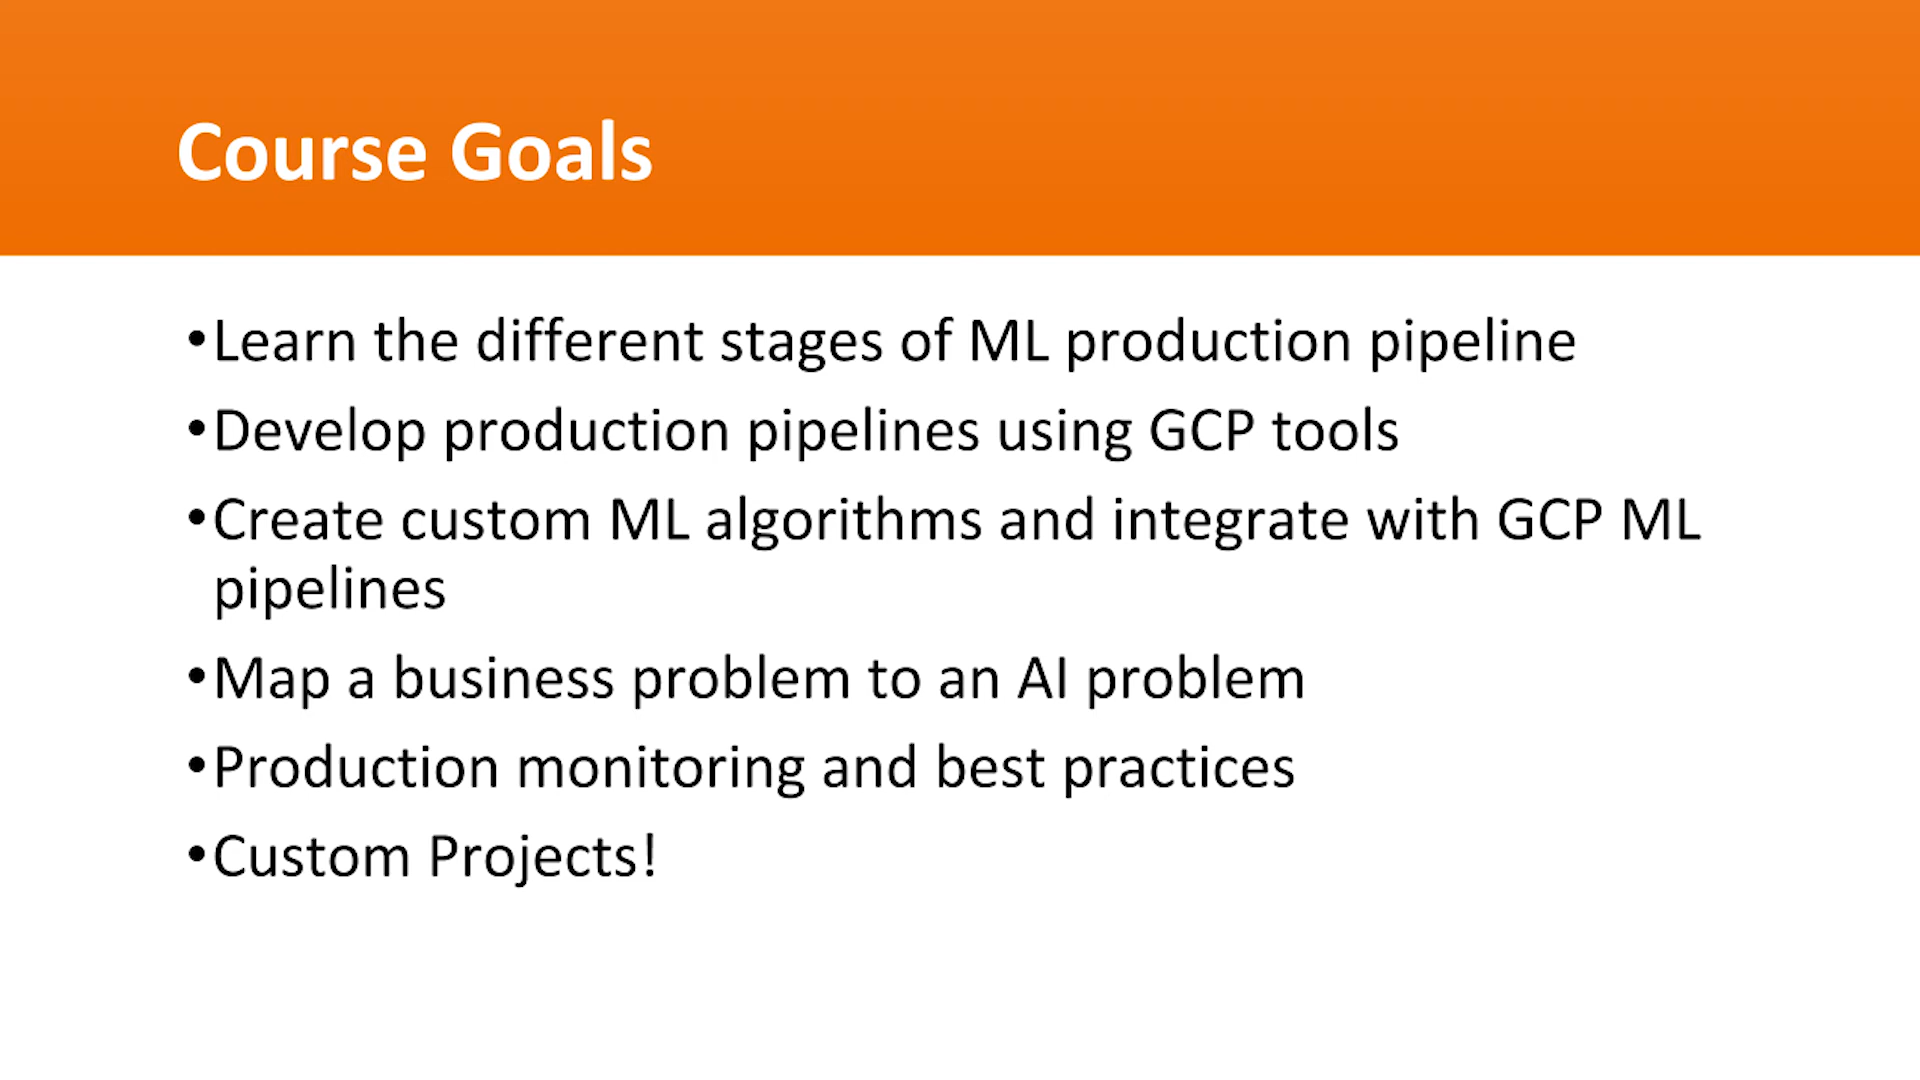 Course Goals
•Learn the different stages of ML production pipeline
•Develop production pipelines using GCP tools
•Create custom ML algorithms and integrate with GCP ML
pipelines
•Map a business problem to an AI problem
•Production monitoring and best practices
•Custom Projects!